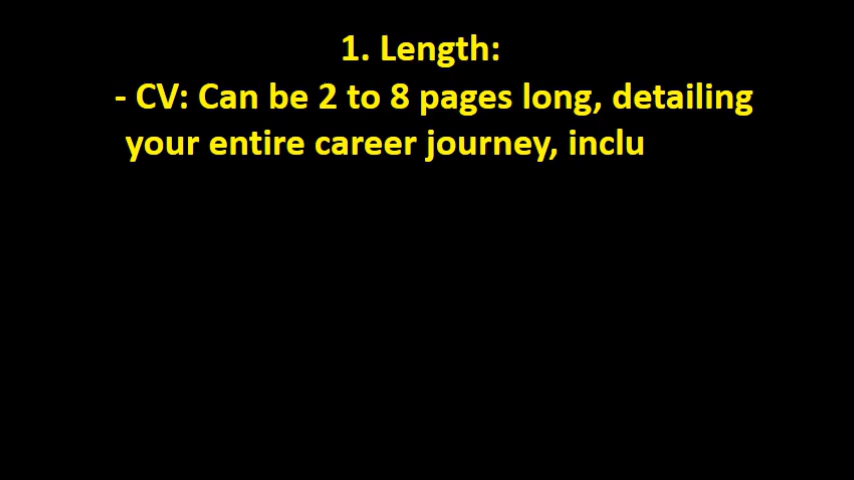 1. Length:
- CV: Can be 2 to 8 pages long, detailing
your entire career journey, inclu